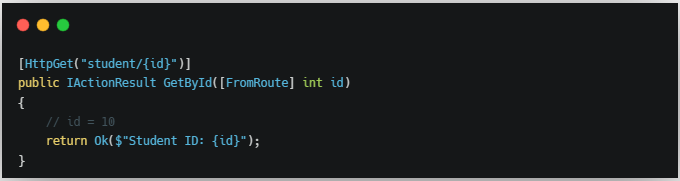 [HttpGet("student/{id}")]
public IActionResult GetById([FromRoute] int id)
{
    // id = 10
    return Ok($"Student ID: {id}");
}